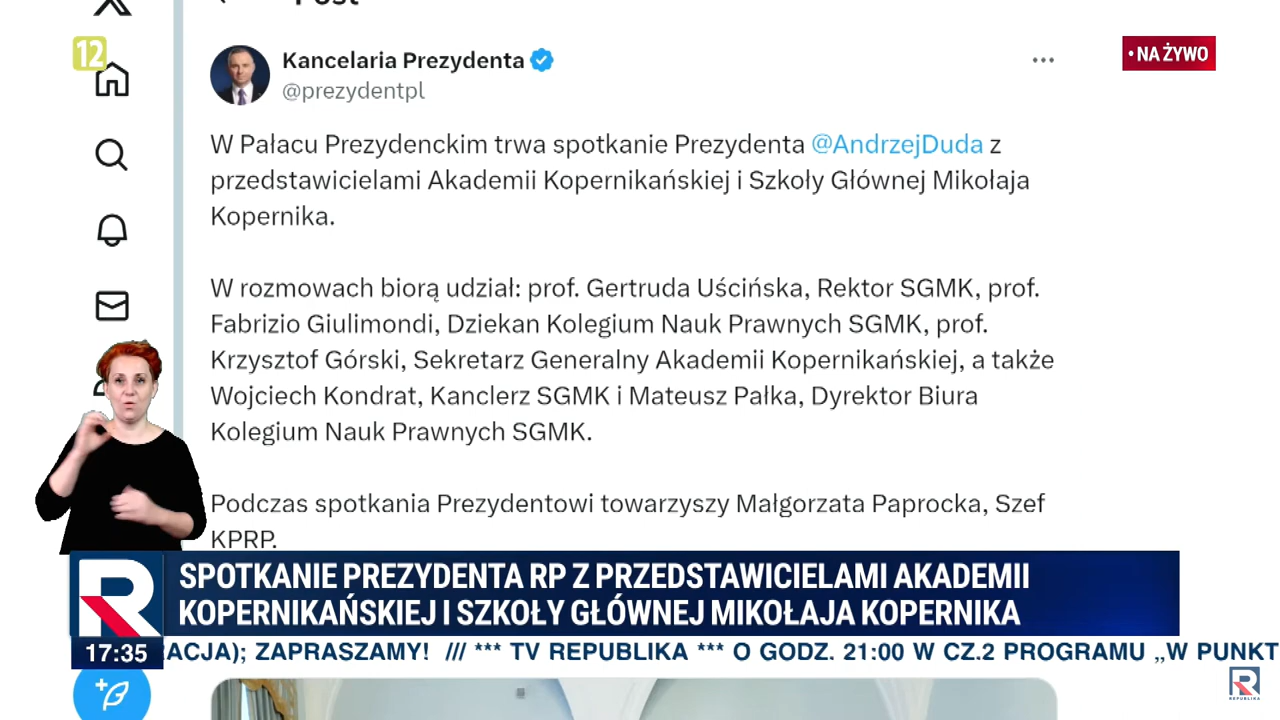 Post
12
Kancelaria Prezydenta
• NA ŻYWO
@prezydentpl
W Pałacu Prezydenckim trwa spotkanie Prezydenta @AndrzejDuda z
przedstawicielami Akademii Kopernikańskiej i Szkoły Głównej Mikołaja
Kopernika.
W rozmowach biorą udział: prof. Gertruda Uścińska, Rektor SGMK, prof.
Fabrizio Giulimondi, Dziekan Kolegium Nauk Prawnych SGMK, prof.
Krzysztof Górski, Sekretarz Generalny Akademii Kopernikańskiej, a także
Wojciech Kondrat, Kanclerz SGMK i Mateusz Pałka, Dyrektor Biura
Kolegium Nauk Prawnych SGMK.
Podczas spotkania Prezydentowi towarzyszy Małgorzata Paprocka, Szef
KPRP.
R
SPOTKANIE PREZYDENTA RP Z PRZEDSTAWICIELAMI AKADEMII
KOPERNIKAŃSKIEJ I SZKOŁY GŁÓWNEJ MIKOŁAJA KOPERNIKA
17:35
ZACJA); ZAPRASZAMY! /// *** TV REPUBLIKA *** O GODZ. 21:00 W CZ.2 PROGRAMU „W PUNKT
R
REPUBLIKA